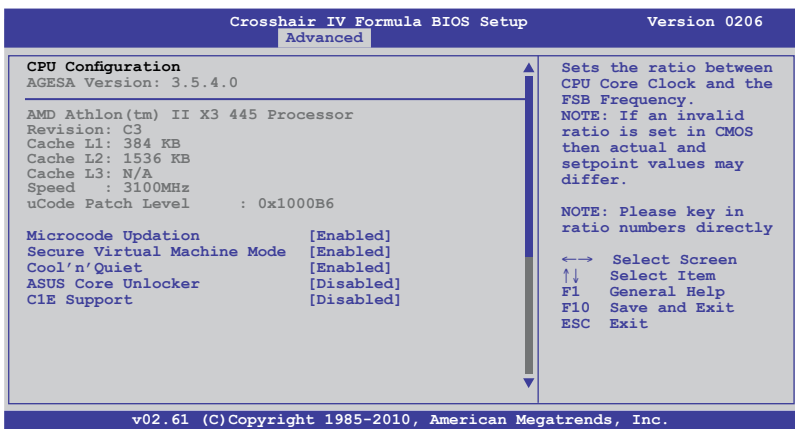 Crosshair IV Formula BIOS Setup Version 0206
Advanced
CPU Configuration
AGESA Version: 3.5.4.0
AMD Athlon(tm) II X3 445 Processor
Revision: C3
Cache L1: 384 KB
Cache L2: 1536 KB
Cache L3: N/A
Speed : 3100MHz
uCode Patch Level : 0x1000B6
Microcode Updation [Enabled]
Secure Virtual Machine Mode [Enabled]
Cool'n'Quiet [Enabled]
ASUS Core Unlocker [Disabled]
C1E Support [Disabled]
Sets the ratio between
CPU Core Clock and the
FSB Frequency.
NOTE: If an invalid
ratio is set in CMOS
then actual and
setpoint values may
differ.
NOTE: Please key in
ratio numbers directly
←→ Select Screen
↑↓ Select Item
F1 General Help
F10 Save and Exit
ESC Exit
v02.61 (C)Copyright 1985-2010, American Megatrends, Inc.